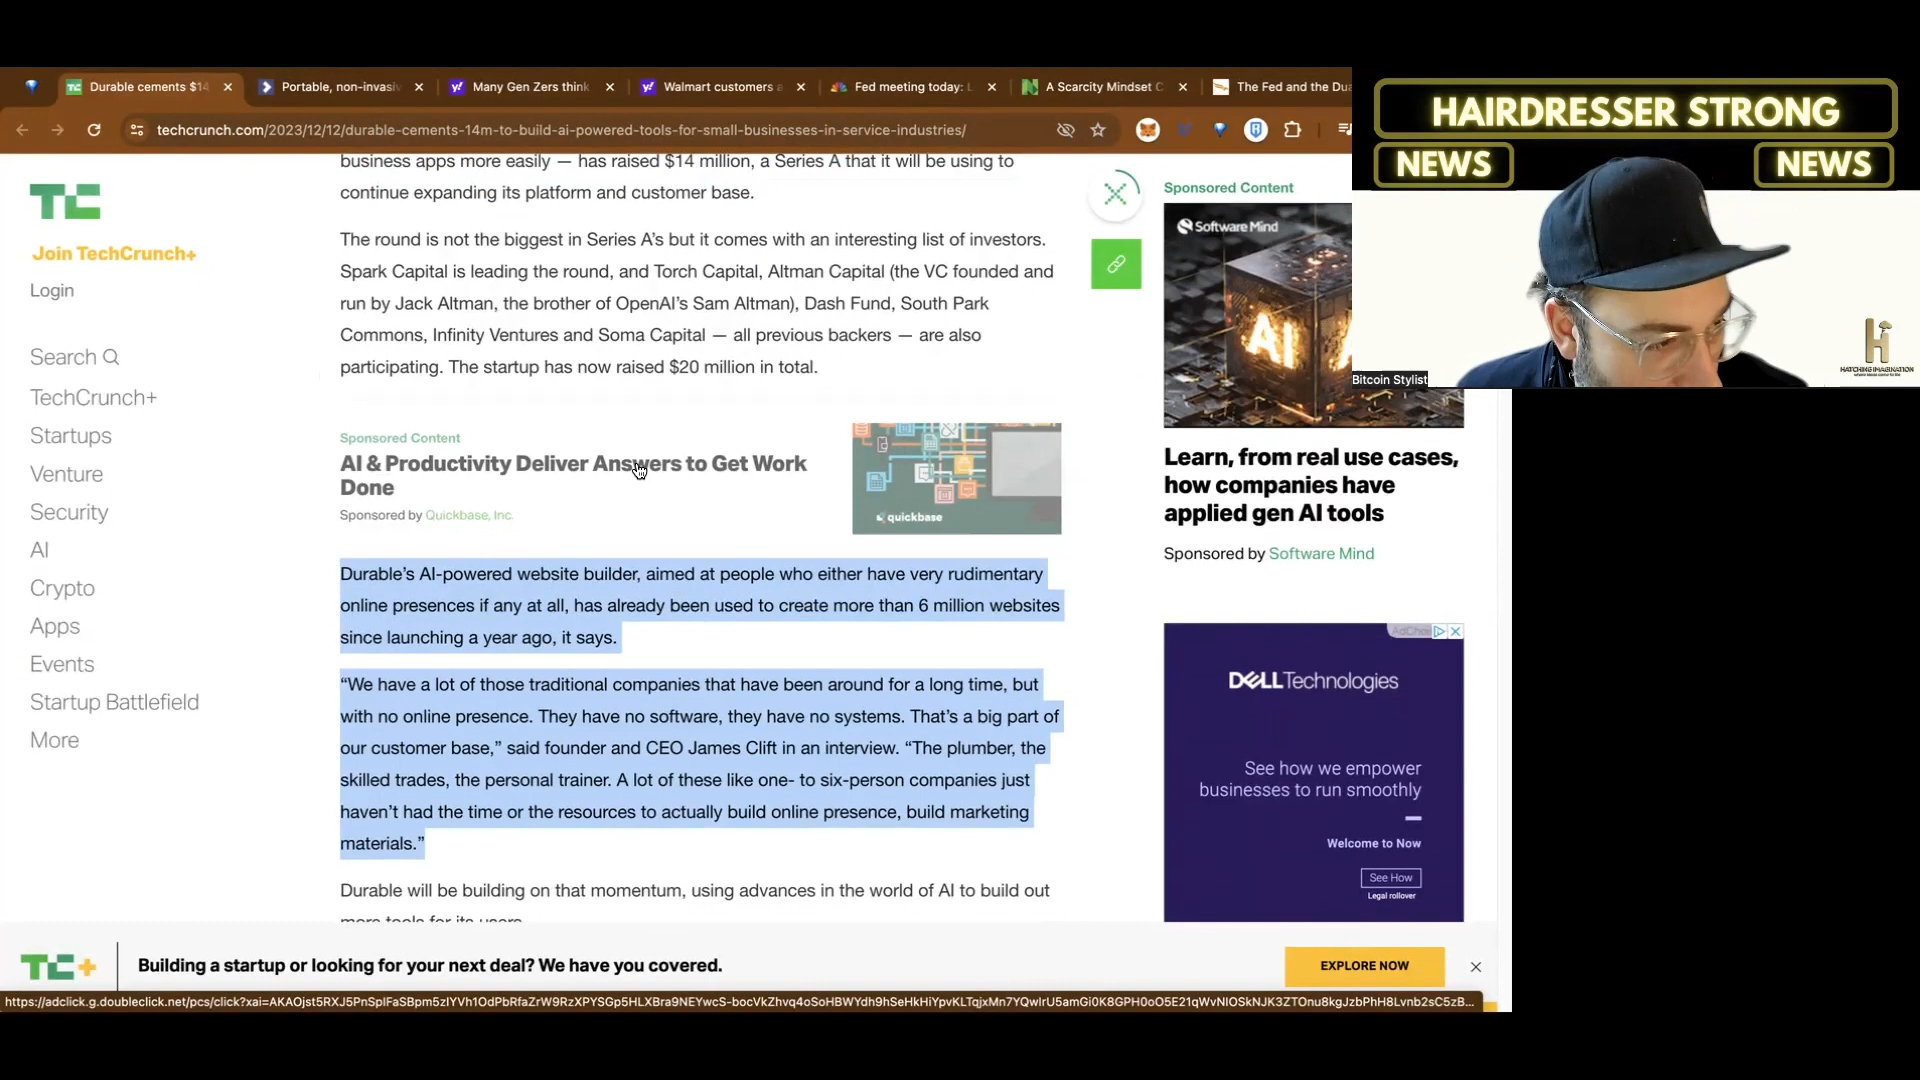 Durable cements $14
Portable, non-invasiv
Many Gen Zers think
Walmart customers a
Fed meeting today: L
A Scarcity Mindset C
The Fed and the Dua
techcrunch.com/2023/12/12/durable-cements-14m-to-build-ai-powered-tools-for-small-businesses-in-service-industries/
HAIRDRESSER STRONG
NEWS
NEWS
Bitcoin Stylist
HATCHING IMAGINATION
TC
Join TechCrunch+
Login
Search
TechCrunch+
Startups
Venture
Security
AI
Crypto
Apps
Events
Startup Battlefield
More
business apps more easily — has raised $14 million, a Series A that it will be using to
continue expanding its platform and customer base.
The round is not the biggest in Series A’s but it comes with an interesting list of investors.
Spark Capital is leading the round, and Torch Capital, Altman Capital (the VC founded and
run by Jack Altman, the brother of OpenAI’s Sam Altman), Dash Fund, South Park
Commons, Infinity Ventures and Soma Capital — all previous backers — are also
participating. The startup has now raised $20 million in total.
Sponsored Content
AI & Productivity Deliver Answers to Get Work
Done
Sponsored by Quickbase, Inc.
quickbase
Durable’s AI-powered website builder, aimed at people who either have very rudimentary
online presences if any at all, has already been used to create more than 6 million websites
since launching a year ago, it says.
“We have a lot of those traditional companies that have been around for a long time, but
with no online presence. They have no software, they have no systems. That’s a big part of
our customer base,” said founder and CEO James Clift in an interview. “The plumber, the
skilled trades, the personal trainer. A lot of these like one- to six-person companies just
haven’t had the time or the resources to actually build online presence, build marketing
materials.”
Durable will be building on that momentum, using advances in the world of AI to build out
more tools for its users.
Sponsored Content
Software Mind
AI
Learn, from real use cases,
how companies have
applied gen AI tools
Sponsored by Software Mind
DELLTechnologies
See how we empower
businesses to run smoothly
Welcome to Now
See How
Legal rollover
TC+
Building a startup or looking for your next deal? We have you covered.
EXPLORE NOW